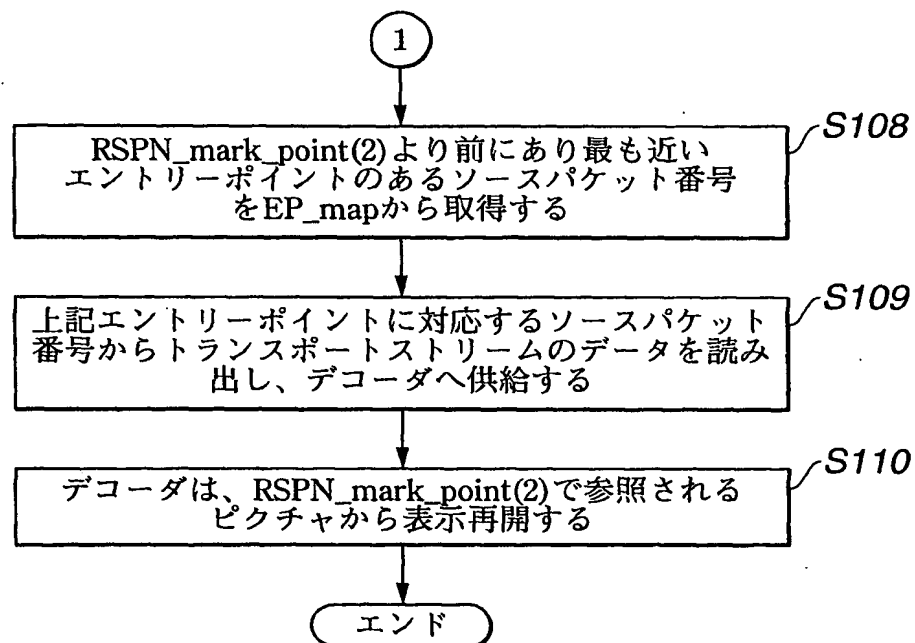 1
S108
RSPN_mark_point(2)より前にあり最も近い
エントリーポイントのあるソースパケット番号
をEP_mapから取得する
S109
上記エントリーポイントに対応するソースパケット
番号からトランスポートストリームのデータを読み
出し、デコーダへ供給する
S110
デコーダは、RSPN_mark_point(2)で参照される
ピクチャから表示再開する
エンド